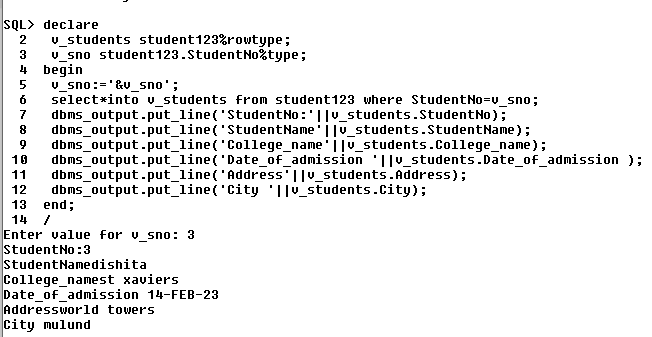 SQL> declare
2 v_students student123%rowtype;
3 v_sno student123.StudentNo%type;
4 begin
5 v_sno:='&v_sno';
6 select*into v_students from student123 where StudentNo=v_sno;
7 dbms_output.put_line('StudentNo:'||v_students.StudentNo);
8 dbms_output.put_line('StudentName'||v_students.StudentName);
9 dbms_output.put_line('College_name'||v_students.College_name);
10 dbms_output.put_line('Date_of_admission '||v_students.Date_of_admission );
11 dbms_output.put_line('Address'||v_students.Address);
12 dbms_output.put_line('City '||v_students.City);
13 end;
14 /
Enter value for v_sno: 3
StudentNo:3
StudentNamedishita
College_namest xaviers
Date_of_admission 14-FEB-23
Addressworld towers
City mulund